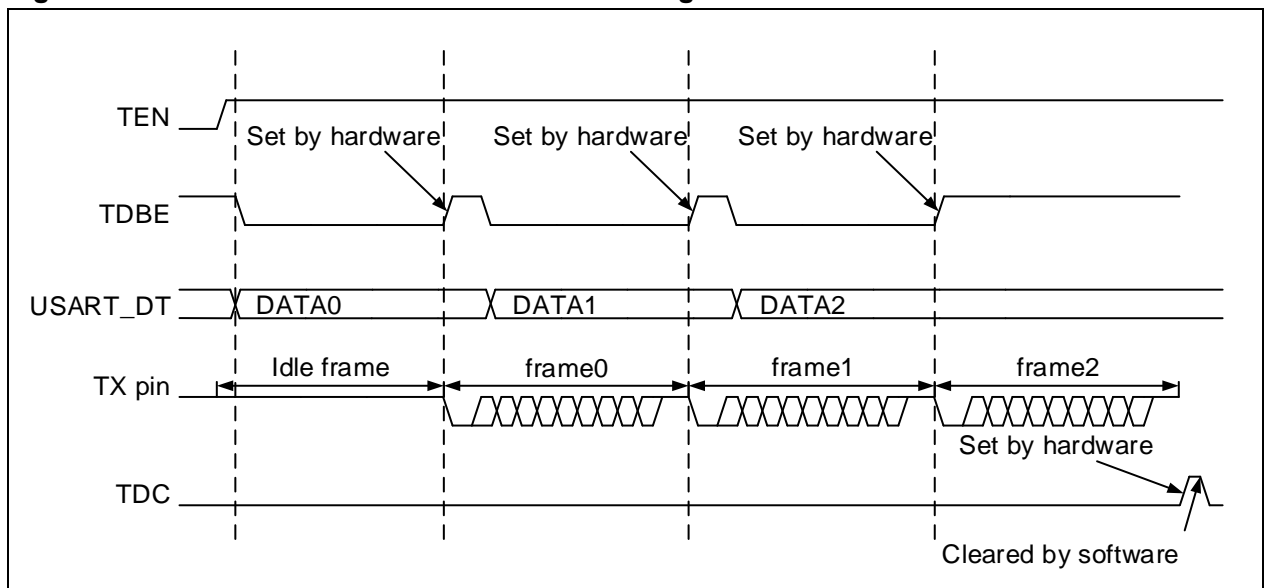 TEN
Set by hardware Set by hardware Set by hardware
TDBE
USART_DT DATA0 DATA1 DATA2
Idle frame frame0 frame1 frame2
TX pin
Set by hardware
TDC
Cleared by software